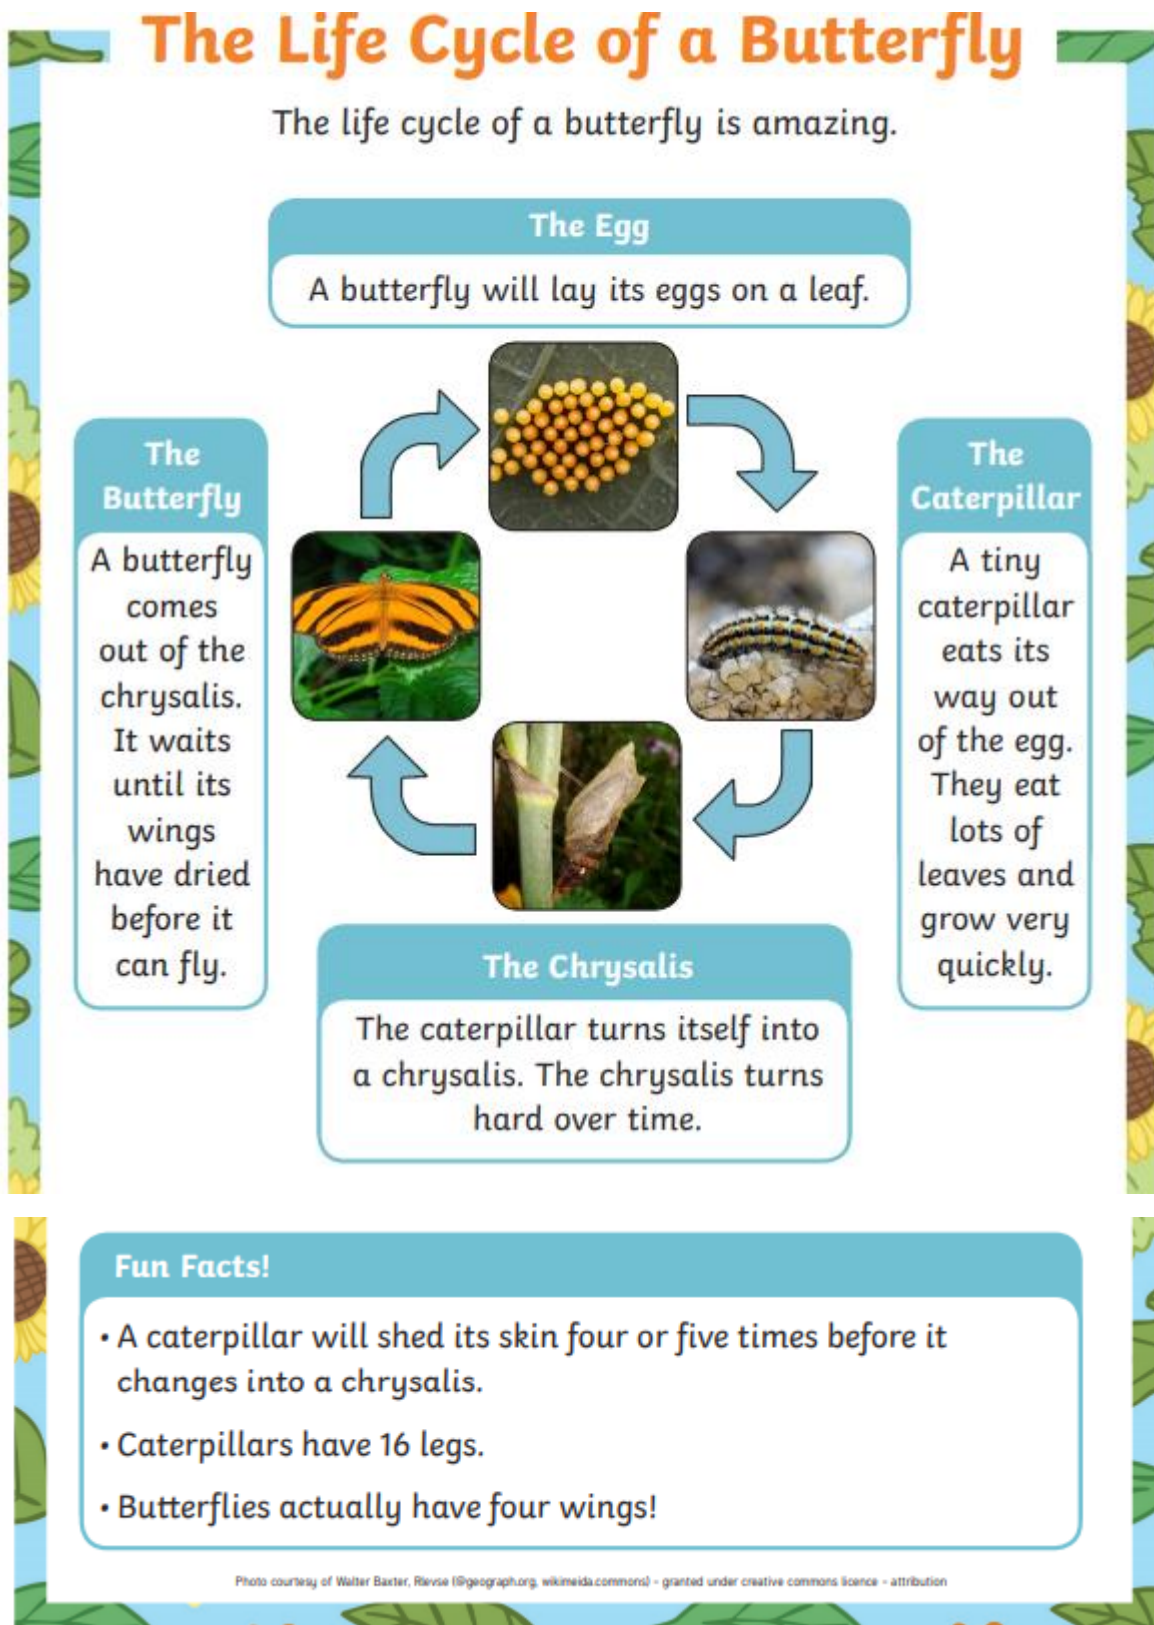 The Life Cycle of a Butterfly
The life cycle of a butterfly is amazing.
The Egg
A butterfly will lay its eggs on a leaf.
The
Caterpillar
A tiny
caterpillar
eats its
way out
of the egg.
They eat
lots of
leaves and
grow very
quickly.
The Chrysalis
The caterpillar turns itself into
a chrysalis. The chrysalis turns
hard over time.
The
Butterfly
A butterfly
comes
out of the
chrysalis.
It waits
until its
wings
have dried
before it
can fly.
Fun Facts!
• A caterpillar will shed its skin four or five times before it
changes into a chrysalis.
• Caterpillars have 16 legs.
• Butterflies actually have four wings!
Photo courtesy of Walter Baxter, Rlevse (@geograph.org, wikimeida.commons) - granted under creative commons licence - attribution